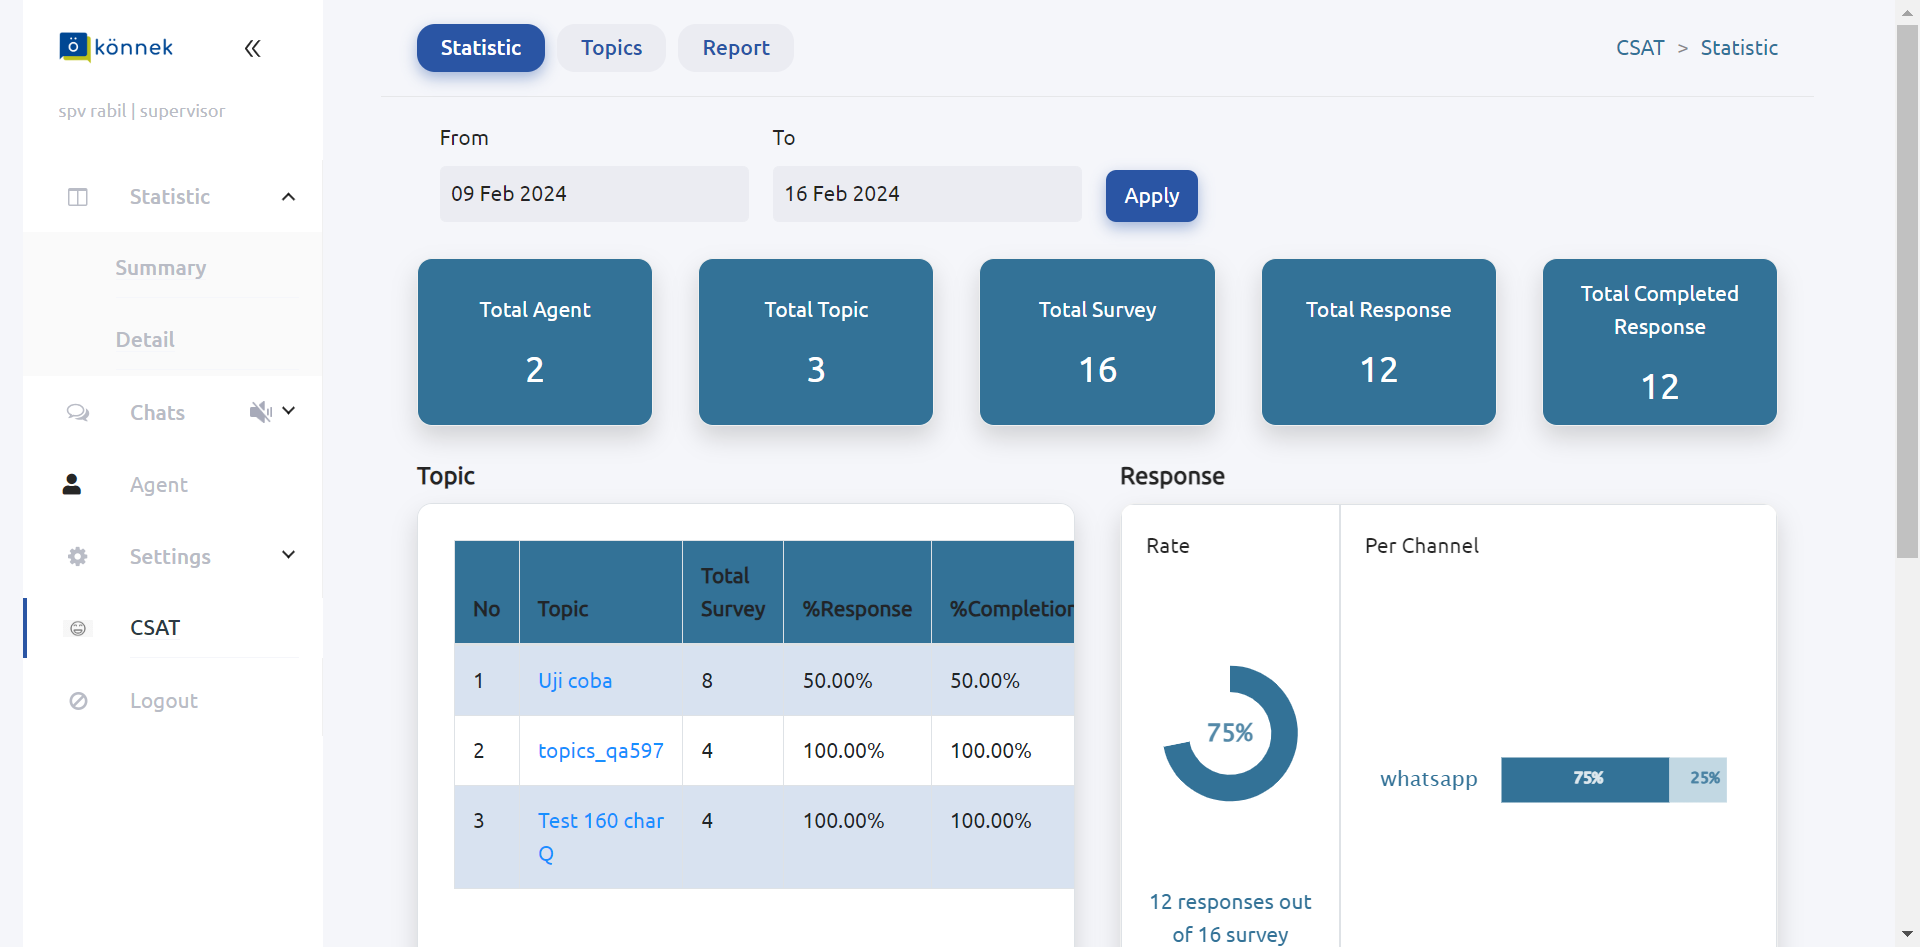 könnek
spv rabil | supervisor
Statistic
Summary
Detail
Chats
Agent
Settings
CSAT
Logout
Statistic
Topics
Report
CSAT > Statistic
From
To
09 Feb 2024
16 Feb 2024
Apply
Total Agent
2
Total Topic
3
Total Survey
16
Total Response
12
Total Completed
Response
12
Topic
No
Topic
Total
Survey
%Response
%Completion
1
Uji coba
8
50.00%
50.00%
2
topics_qa597
4
100.00%
100.00%
3
Test 160 char
Q
4
100.00%
100.00%
Response
Rate
75%
12 responses out
of 16 survey
Per Channel
whatsapp
75%
25%